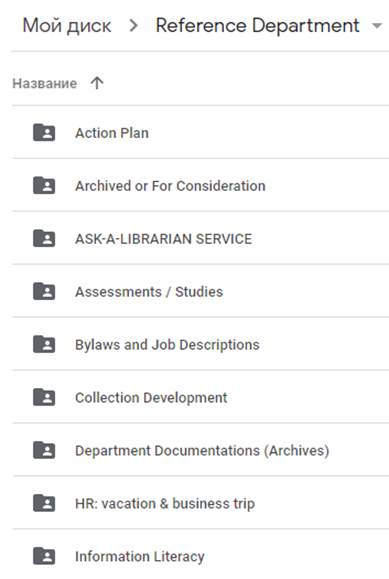 Мой диск > Reference Department
Название ↑
Action Plan
Archived or For Consideration
ASK-A-LIBRARIAN SERVICE
Assessments / Studies
Bylaws and Job Descriptions
Collection Development
Department Documentations (Archives)
HR: vacation & business trip
Information Literacy